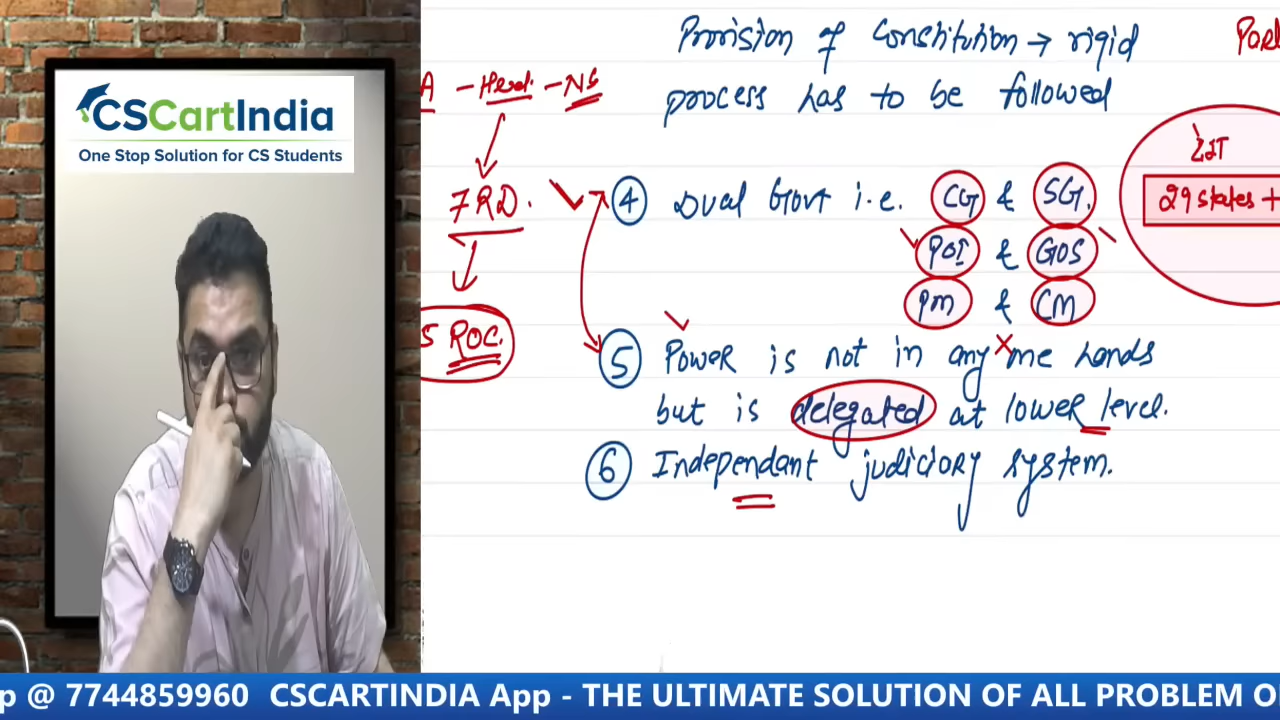 CSCartIndia
One Stop Solution for CS Students
Provision of Constitution → rigid
process has to be followed
A - Head. - NS
7 RD.
5 ROC.
④ Dual Govt i.e. CG & SG.
POI & GOS
PM & CM
⑤ Power is not in any one hands
but is delegated at lower level.
⑥ Independant judiciory system.
29 states +
p @ 7744859960 CSCARTINDIA App - THE ULTIMATE SOLUTION OF ALL PROBLEM O